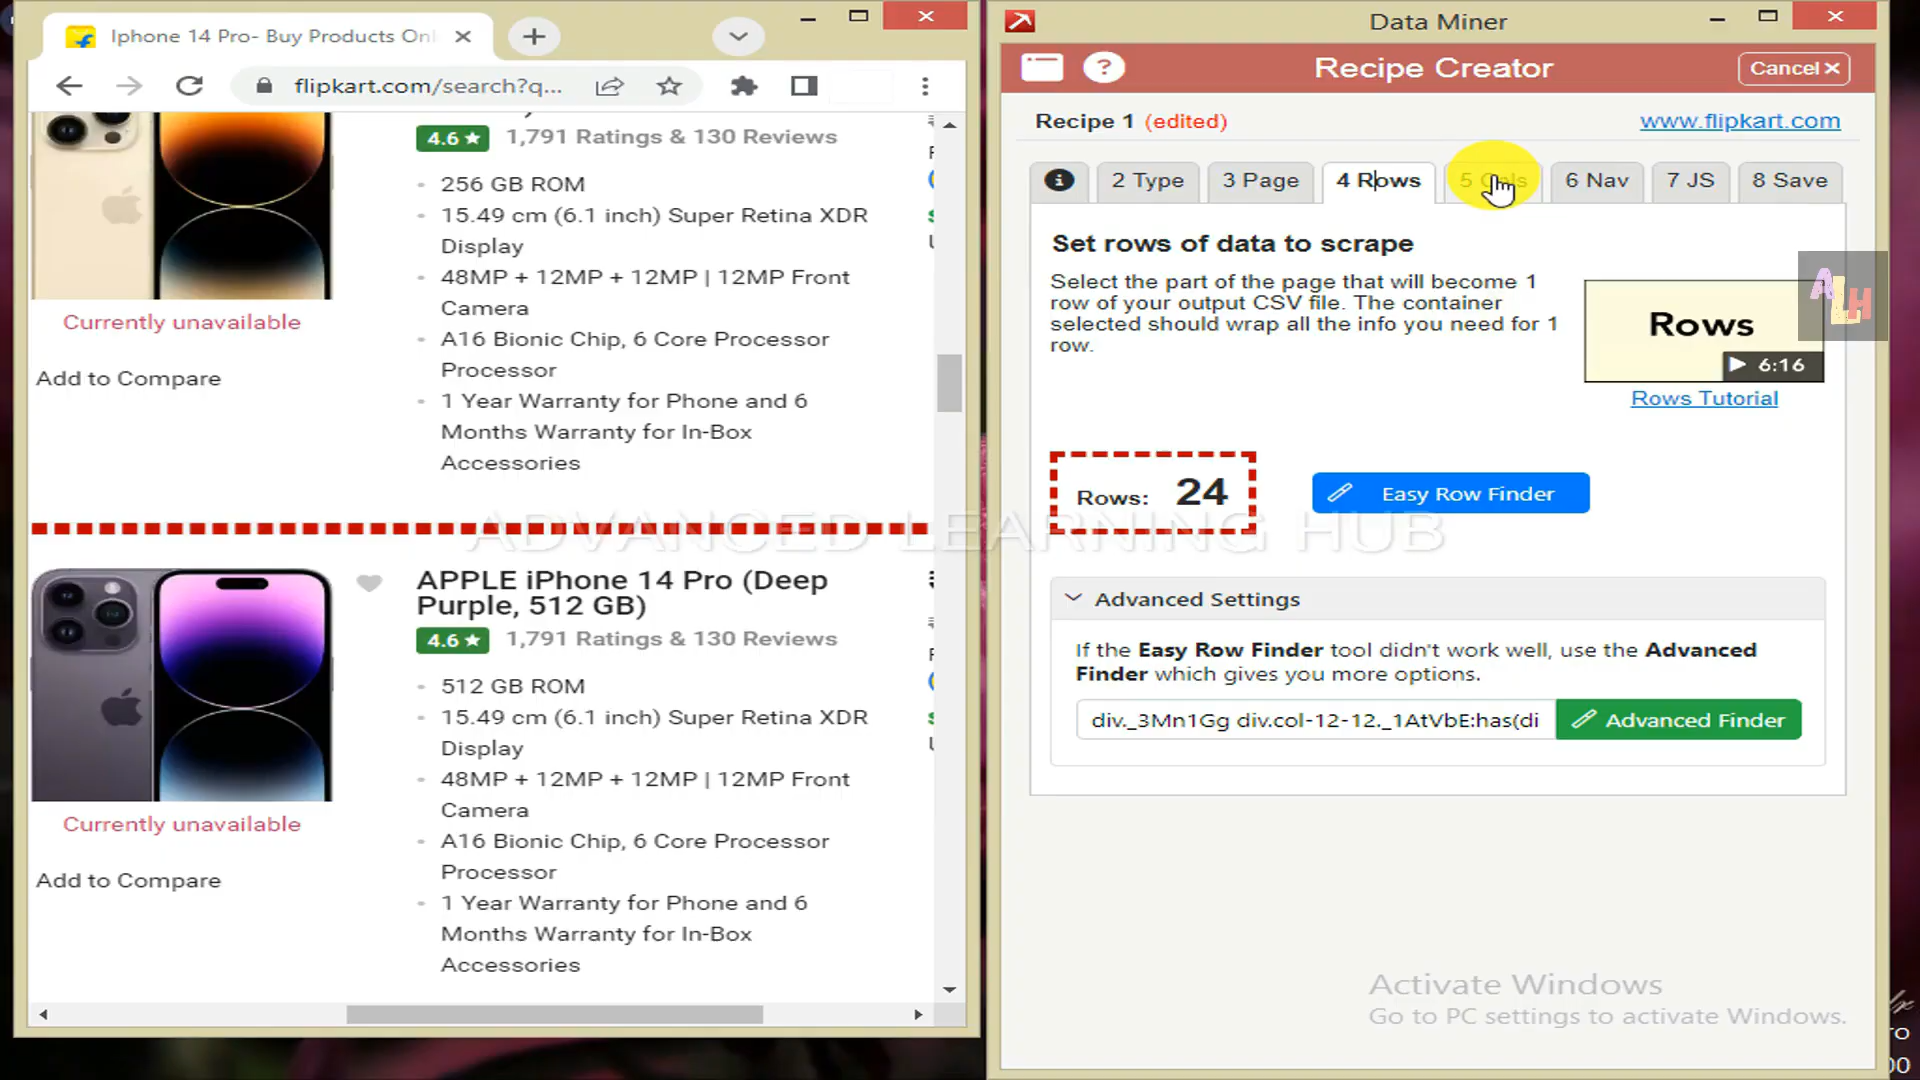 Iphone 14 Pro- Buy Products Onl
flipkart.com/search?q...
4.6 ★ 1,791 Ratings & 130 Reviews
256 GB ROM
15.49 cm (6.1 inch) Super Retina XDR
Display
48MP + 12MP + 12MP | 12MP Front
Camera
A16 Bionic Chip, 6 Core Processor
Processor
1 Year Warranty for Phone and 6
Months Warranty for In-Box
Accessories
Currently unavailable
Add to Compare
APPLE iPhone 14 Pro (Deep
Purple, 512 GB)
4.6 ★ 1,791 Ratings & 130 Reviews
512 GB ROM
15.49 cm (6.1 inch) Super Retina XDR
Display
48MP + 12MP + 12MP | 12MP Front
Camera
A16 Bionic Chip, 6 Core Processor
Processor
1 Year Warranty for Phone and 6
Months Warranty for In-Box
Accessories
Currently unavailable
Add to Compare
Data Miner
Recipe Creator
Cancel ×
Recipe 1 (edited)
www.flipkart.com
2 Type
3 Page
4 Rows
5 Cols
6 Nav
7 JS
8 Save
Set rows of data to scrape
Select the part of the page that will become 1
row of your output CSV file. The container
selected should wrap all the info you need for 1
row.
Rows
6:16
Rows Tutorial
ALH
Rows: 24
Easy Row Finder
ADVANCED LEARNING HUB
Advanced Settings
If the Easy Row Finder tool didn't work well, use the Advanced
Finder which gives you more options.
div._3Mn1Gg div.col-12-12._1AtVbE:has(di
Advanced Finder
Activate Windows
Go to PC settings to activate Windows.